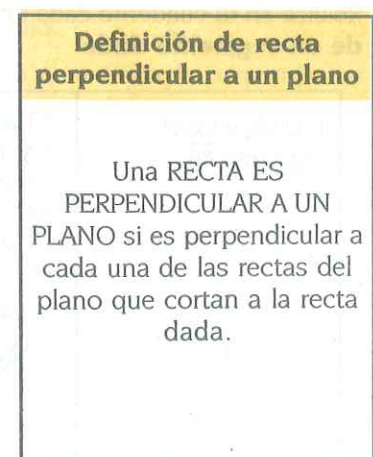 Definición de recta
perpendicular a un plano
Una RECTA ES
PERPENDICULAR A UN
PLANO si es perpendicular a
cada una de las rectas del
plano que cortan a la recta
dada.